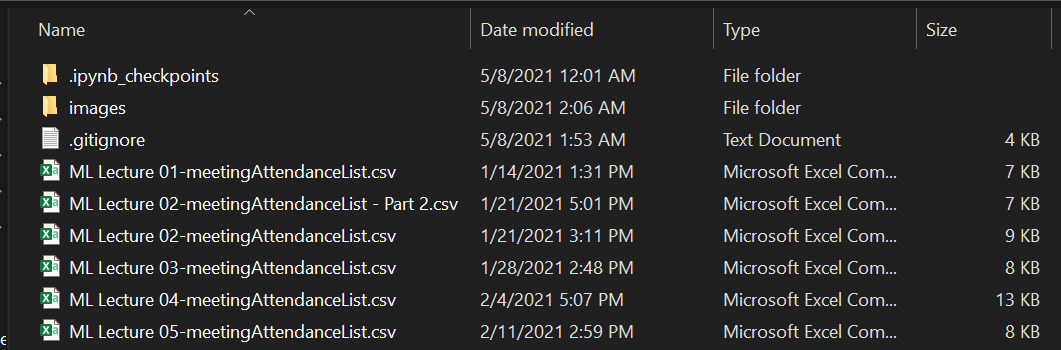 Name Date modified Type Size
.ipynb_checkpoints 5/8/2021 12:01 AM File folder
images 5/8/2021 2:06 AM File folder
.gitignore 5/8/2021 1:53 AM Text Document 4 KB
ML Lecture 01-meetingAttendanceList.csv 1/14/2021 1:31 PM Microsoft Excel Com... 7 KB
ML Lecture 02-meetingAttendanceList - Part 2.csv 1/21/2021 5:01 PM Microsoft Excel Com... 7 KB
ML Lecture 02-meetingAttendanceList.csv 1/21/2021 3:11 PM Microsoft Excel Com... 9 KB
ML Lecture 03-meetingAttendanceList.csv 1/28/2021 2:48 PM Microsoft Excel Com... 8 KB
ML Lecture 04-meetingAttendanceList.csv 2/4/2021 5:07 PM Microsoft Excel Com... 13 KB
ML Lecture 05-meetingAttendanceList.csv 2/11/2021 2:59 PM Microsoft Excel Com... 8 KB